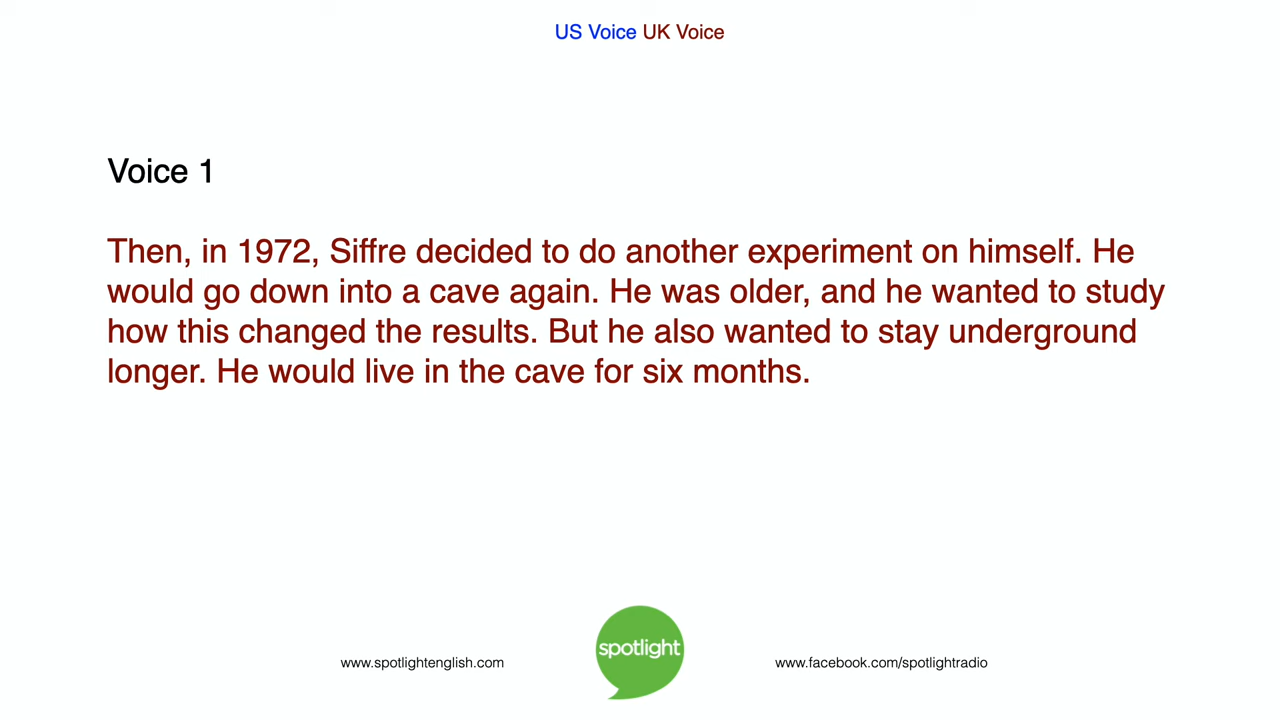 US Voice UK Voice
Voice 1
Then, in 1972, Siffre decided to do another experiment on himself. He
would go down into a cave again. He was older, and he wanted to study
how this changed the results. But he also wanted to stay underground
longer. He would live in the cave for six months.
spotlight
www.spotlightenglish.com
www.facebook.com/spotlightradio